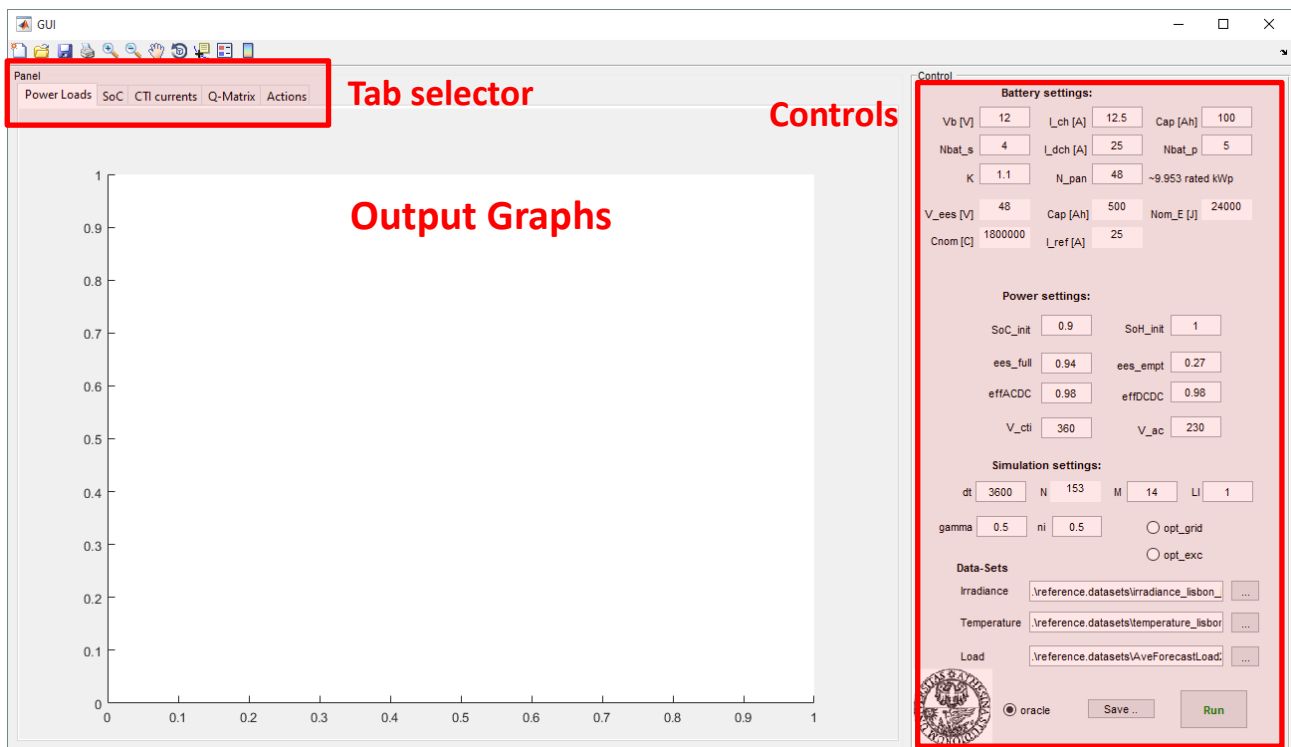 GUI
Panel
Power Loads SoC CTI currents Q-Matrix Actions
Tab selector
Controls
Output Graphs
1
0.9
0.8
0.7
0.6
0.5
0.4
0.3
0.2
0.1
0
0 0.1 0.2 0.3 0.4 0.5 0.6 0.7 0.8 0.9 1
Control
Battery settings:
Vb [V] 12 I_ch [A] 12.5 Cap [Ah] 100
Nbat_s 4 I_dch [A] 25 Nbat_p 5
K 1.1 N_pan 48 ~9.953 rated kWp
V_ees [V] 48 Cap [Ah] 500 Nom_E [J] 24000
Cnom [C] 1800000 I_ref [A] 25
Power settings:
SoC_init 0.9 SoH_init 1
ees_full 0.94 ees_empt 0.27
effACDC 0.98 effDCDC 0.98
V_cti 360 V_ac 230
Simulation settings:
dt 3600 N 153 M 14 LI 1
gamma 0.5 ni 0.5 opt_grid
opt_exc
Data-Sets
Irradiance .\reference.datasets\irradiance_lisbon_ ...
Temperature .\reference.datasets\temperature_lisbor ...
Load .\reference.datasets\AveForecastLoad ...
oracle Save .. Run